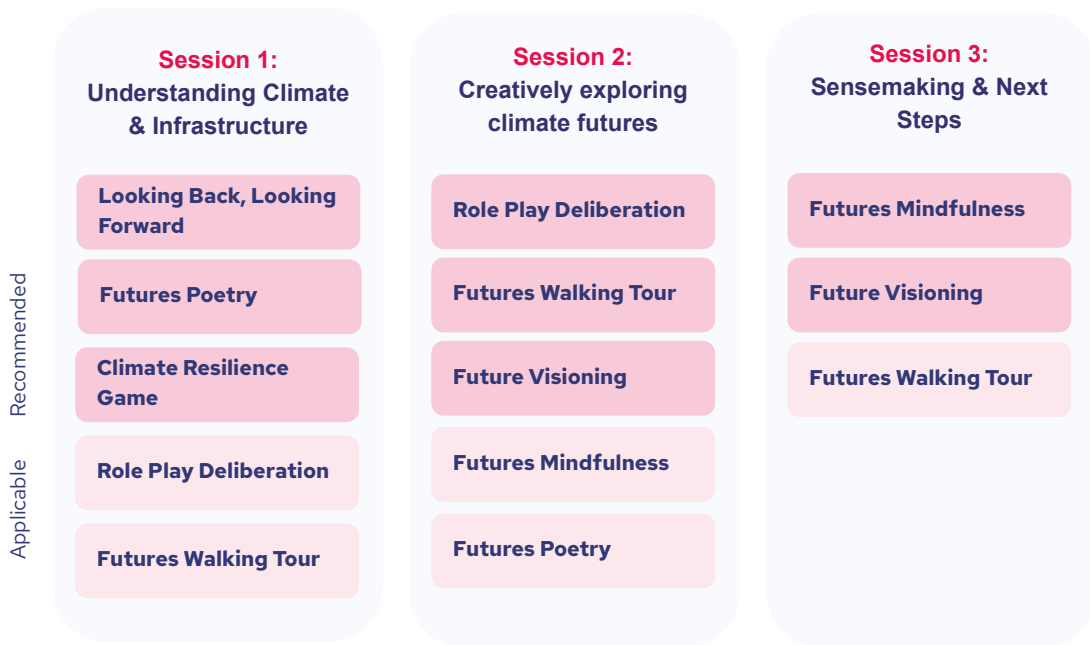 Session 1:
Understanding Climate
& Infrastructure
Looking Back, Looking
Forward
Futures Poetry
Climate Resilience
Game
Role Play Deliberation
Futures Walking Tour
Session 2:
Creatively exploring
climate futures
Role Play Deliberation
Futures Walking Tour
Future Visioning
Futures Mindfulness
Futures Poetry
Session 3:
Sensemaking & Next
Steps
Futures Mindfulness
Future Visioning
Futures Walking Tour
Recommended
Applicable